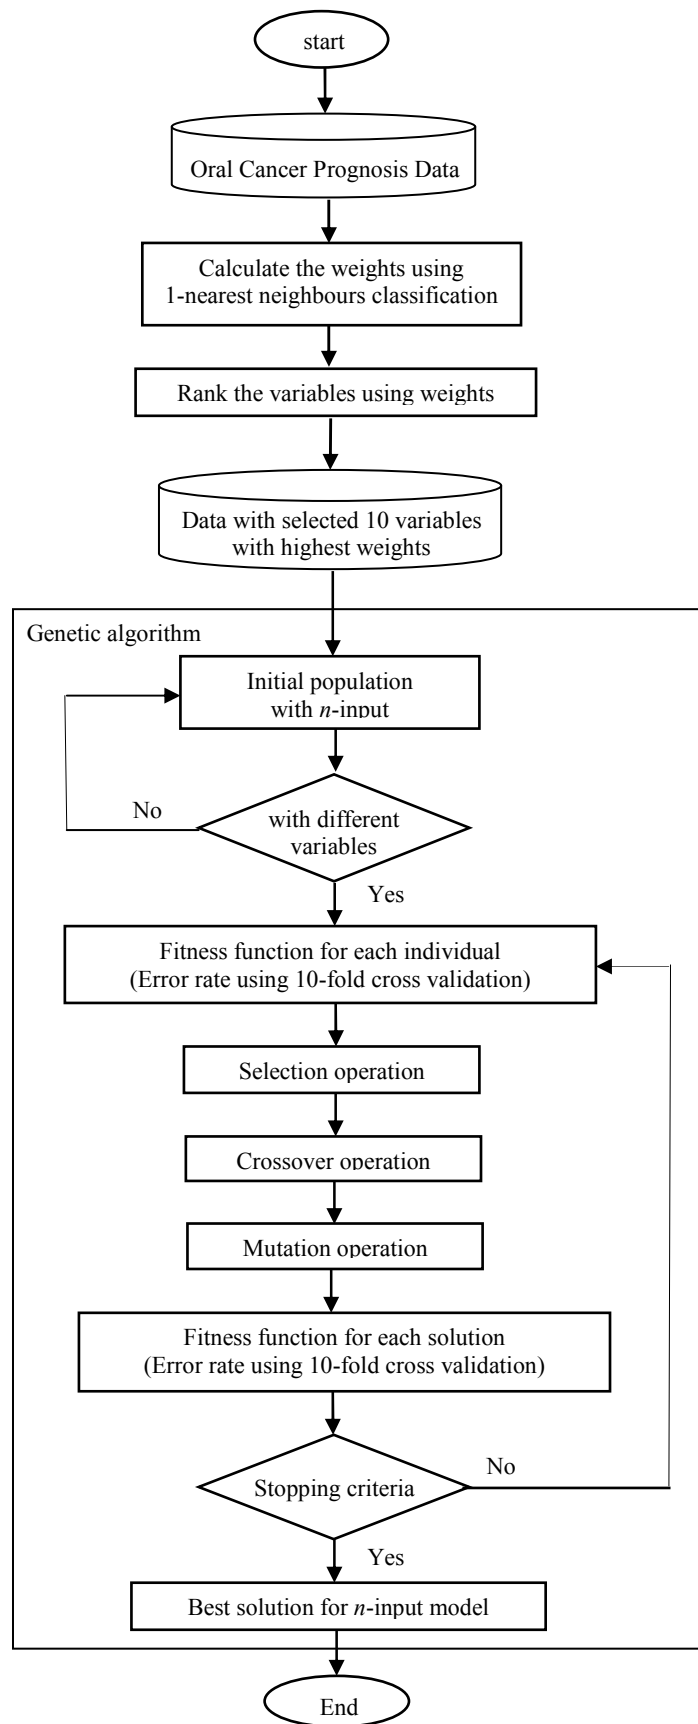 start
Oral Cancer Prognosis Data
Calculate the weights using
1-nearest neighbours classification
Rank the variables using weights
Data with selected 10 variables
with highest weights
Genetic algorithm
Initial population
with n-input
No
with different
variables
Yes
Fitness function for each individual
(Error rate using 10-fold cross validation)
Selection operation
Crossover operation
Mutation operation
Fitness function for each solution
(Error rate using 10-fold cross validation)
No
Stopping criteria
Yes
Best solution for n-input model
End